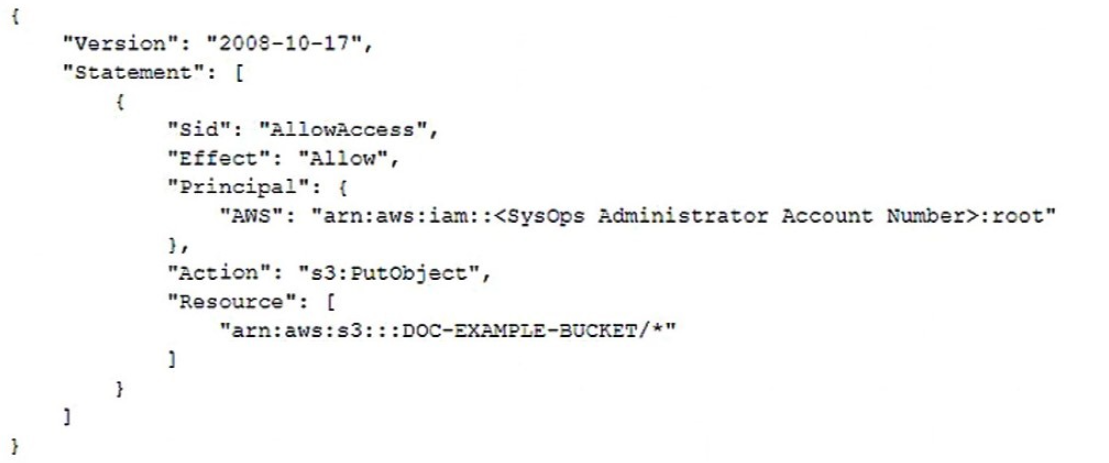 {
    "Version": "2008-10-17",
    "Statement": [
        {
            "Sid": "AllowAccess",
            "Effect": "Allow",
            "Principal": {
                "AWS": "arn:aws:iam::<SysOps Administrator Account Number>:root"
            },
            "Action": "s3:PutObject",
            "Resource": [
                "arn:aws:s3:::DOC-EXAMPLE-BUCKET/*"
            ]
        }
    ]
}